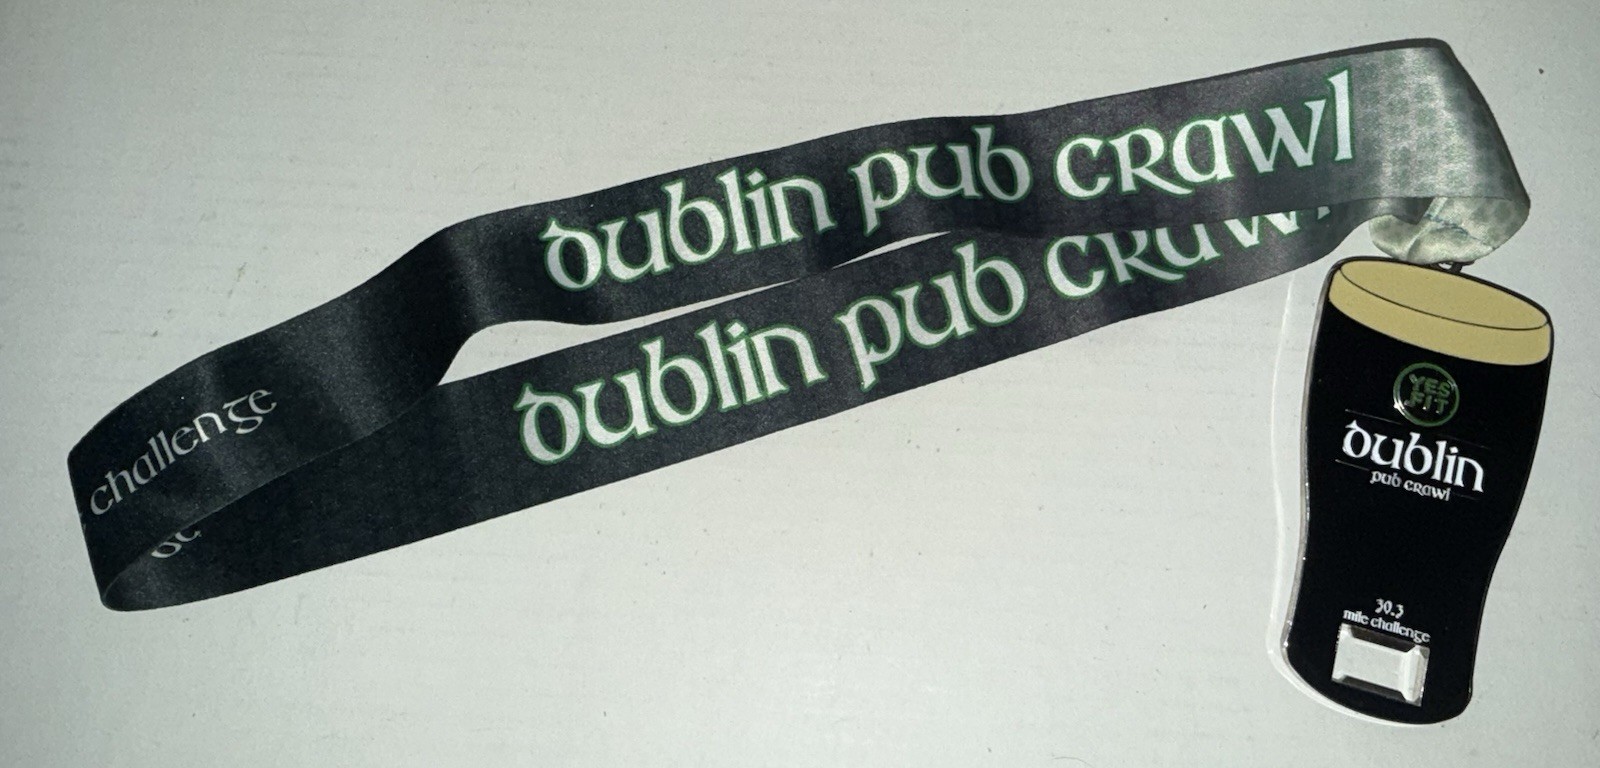 dublin pub crawl
dublin pub crawl
challenge
YES
.FIT
dublin
pub crawl
30.3
mile challenge